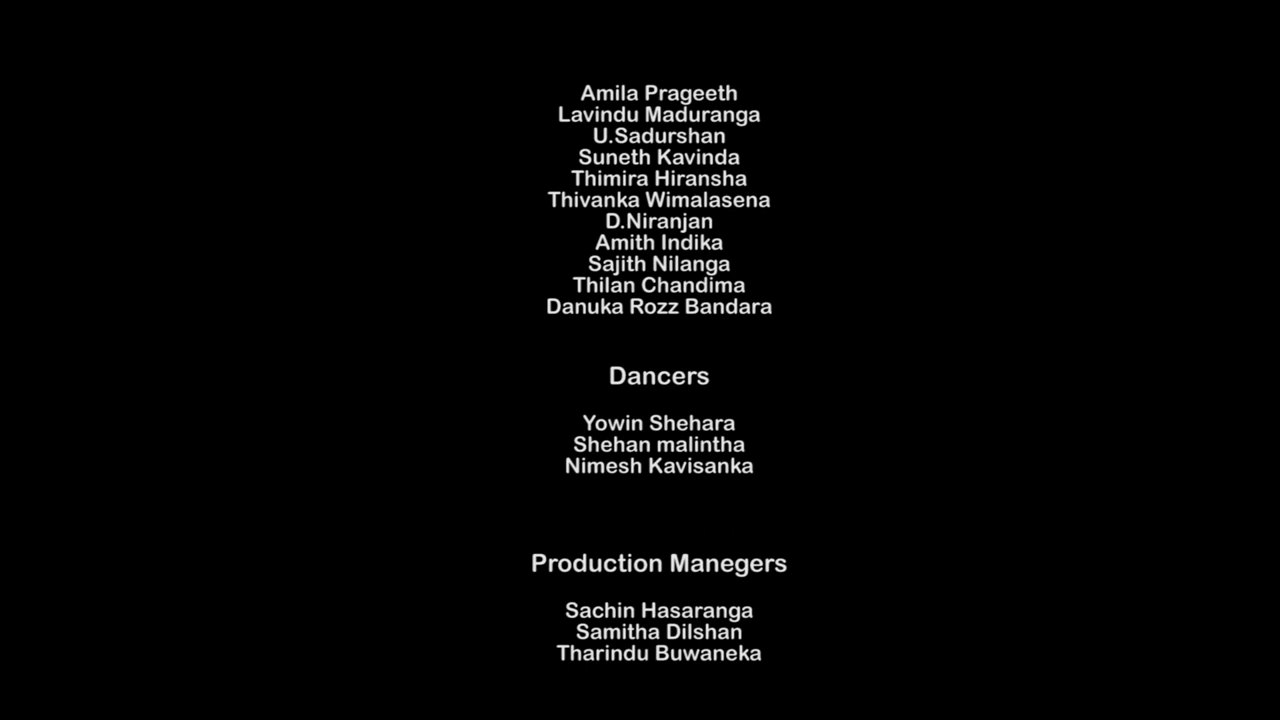 Amila Prageeth
Lavindu Maduranga
U.Sadurshan
Suneth Kavinda
Thimira Hiransha
Thivanka Wimalasena
D.Niranjan
Amith Indika
Sajith Nilanga
Thilan Chandima
Danuka Rozz Bandara
Dancers
Yowin Shehara
Shehan malintha
Nimesh Kavisanka
Production Manegers
Sachin Hasaranga
Samitha Dilshan
Tharindu Buwaneka